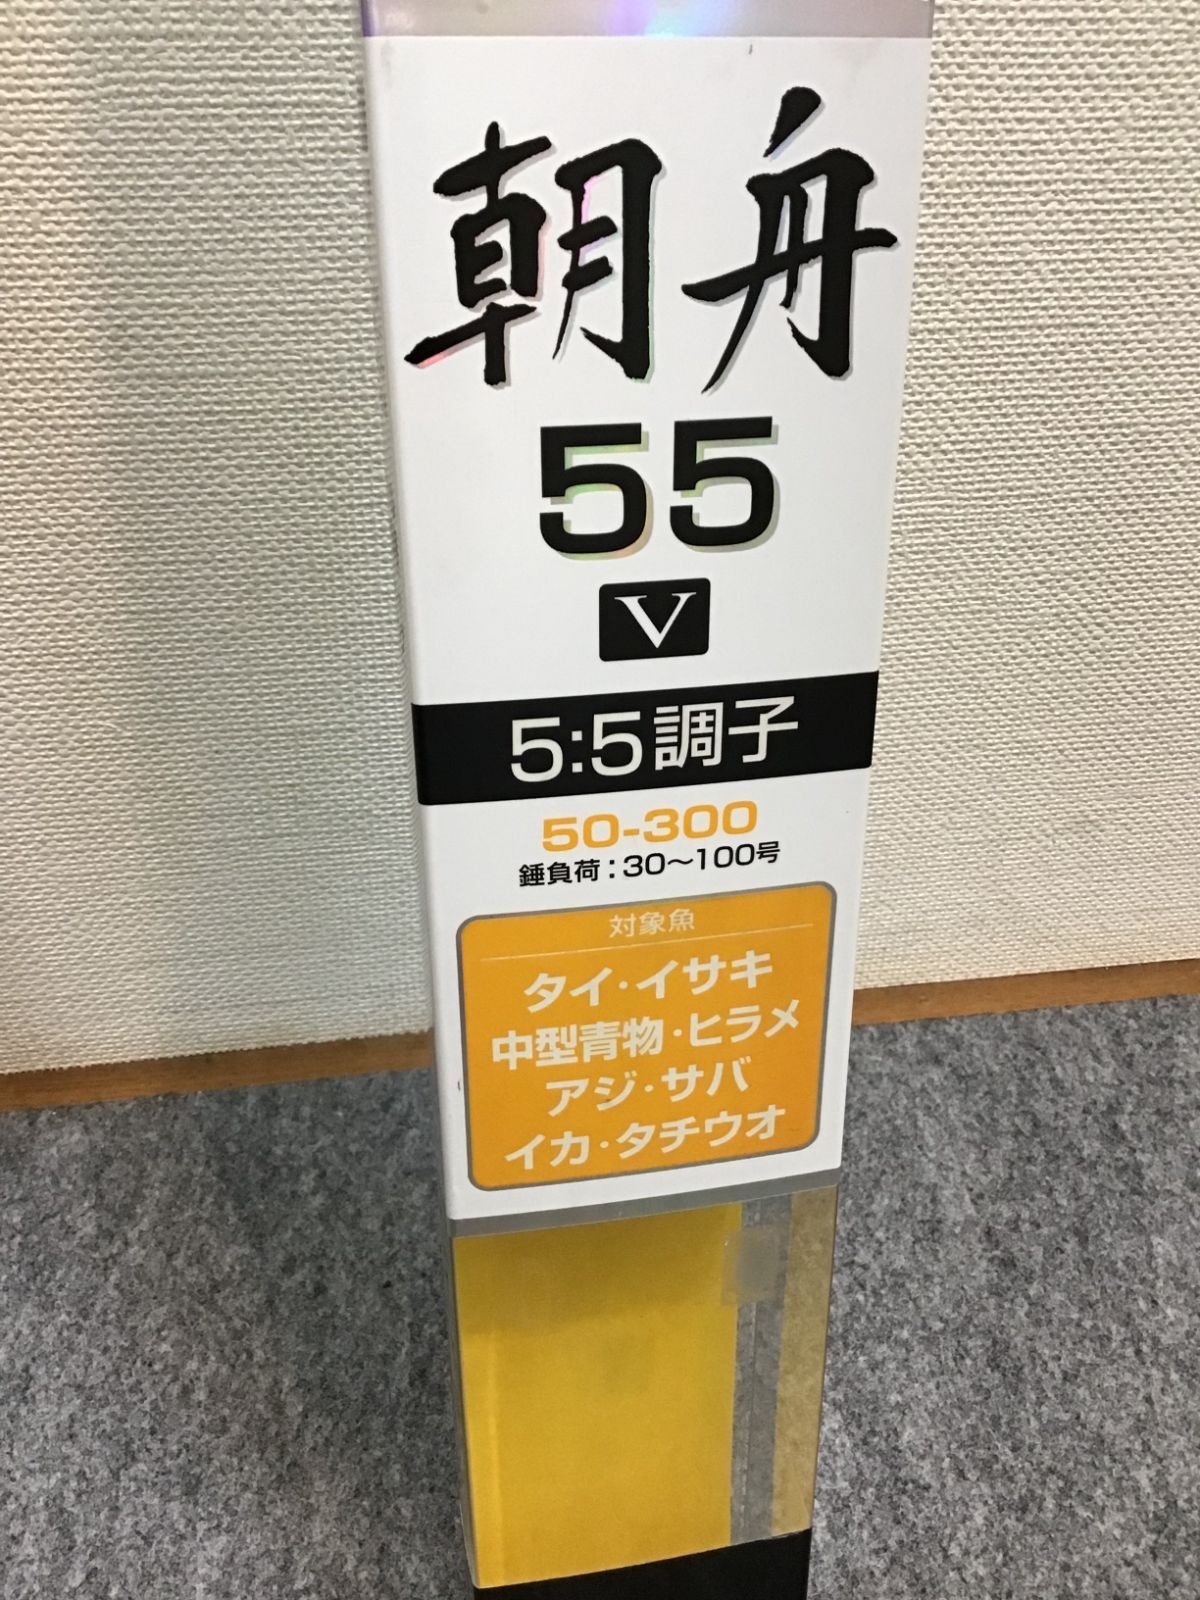 朝舟
55
V
5:5調子
50-300
錘負荷：30〜100号
対象魚
タイ・イサキ
中型青物・ヒラメ
アジ・サバ
イカ・タチウオ